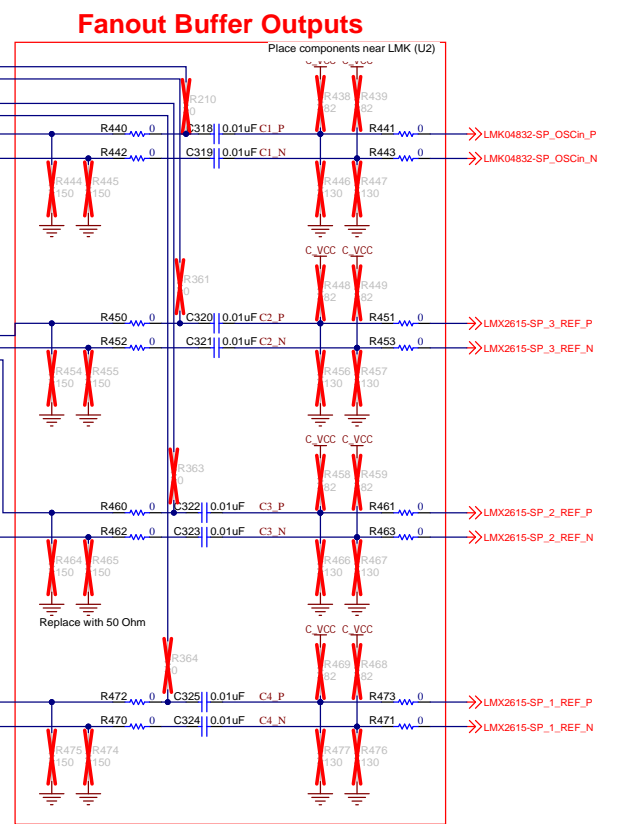 Fanout Buffer Outputs
Place components near LMK (U2)
C_VCC C_VCC
R210
0
R438 R439
82 82
R440 0 C318 0.01uF C1_P R441 0 LMK04832-SP_OSCin_P
R442 0 C319 0.01uF C1_N R443 0 LMK04832-SP_OSCin_N
R444 R445 R446 R447
150 150 130 130
C_VCC C_VCC
R361
0
R448 R449
82 82
R450 0 C320 0.01uF C2_P R451 0 LMX2615-SP_3_REF_P
R452 0 C321 0.01uF C2_N R453 0 LMX2615-SP_3_REF_N
R454 R455 R456 R457
150 150 130 130
C_VCC C_VCC
R363
0
R458 R459
82 82
R460 0 C322 0.01uF C3_P R461 0 LMX2615-SP_2_REF_P
R462 0 C323 0.01uF C3_N R463 0 LMX2615-SP_2_REF_N
R464 R465 R466 R467
150 150 130 130
Replace with 50 Ohm
C_VCC C_VCC
R364
0
R469 R468
82 82
R472 0 C325 0.01uF C4_P R473 0 LMX2615-SP_1_REF_P
R470 0 C324 0.01uF C4_N R471 0 LMX2615-SP_1_REF_N
R475 R474 R477 R476
150 150 130 130